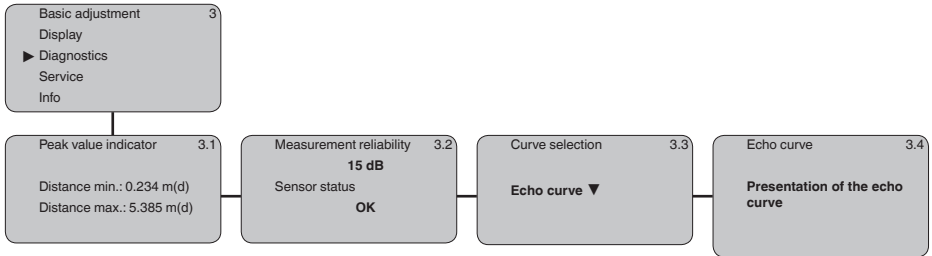 Basic adjustment 3
Display
▶ Diagnostics
Service
Info
Peak value indicator 3.1
Distance min.: 0.234 m(d)
Distance max.: 5.385 m(d)
Measurement reliability 3.2
15 dB
Sensor status
OK
Curve selection 3.3
Echo curve ▼
Echo curve 3.4
Presentation of the echo
curve